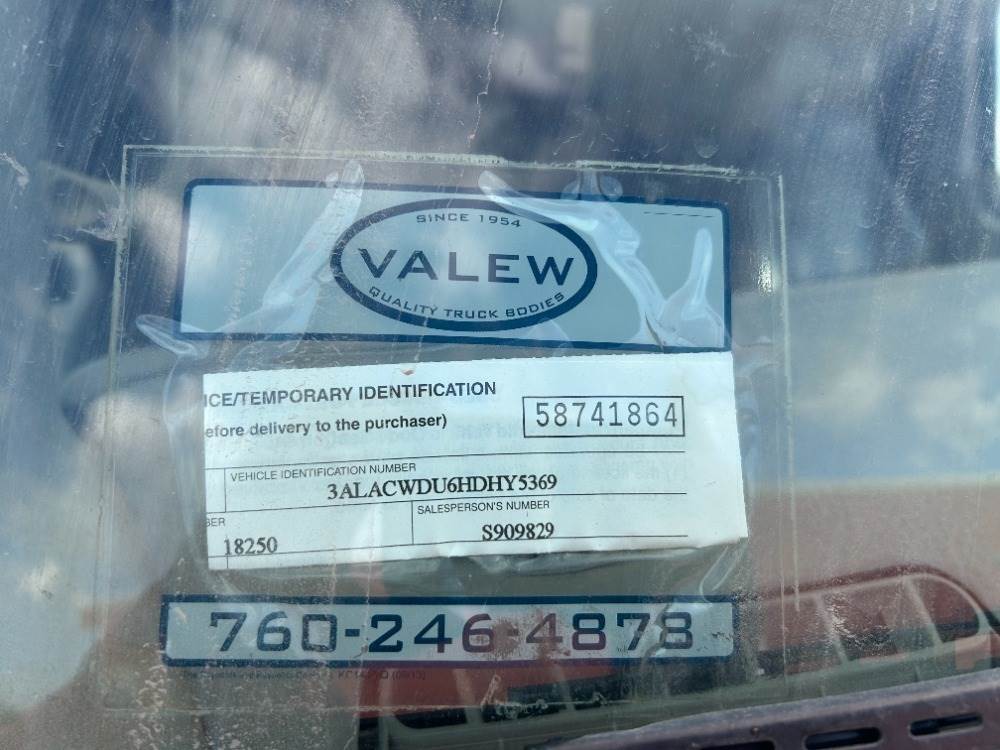 SINCE 1954
VALEW
QUALITY TRUCK BODIES
ICE/TEMPORARY IDENTIFICATION
efore delivery to the purchaser)
58741864
VEHICLE IDENTIFICATION NUMBER
3ALACWDU6HDHY5369
BER
SALESPERSON'S NUMBER
18250
S909829
760-246-4878